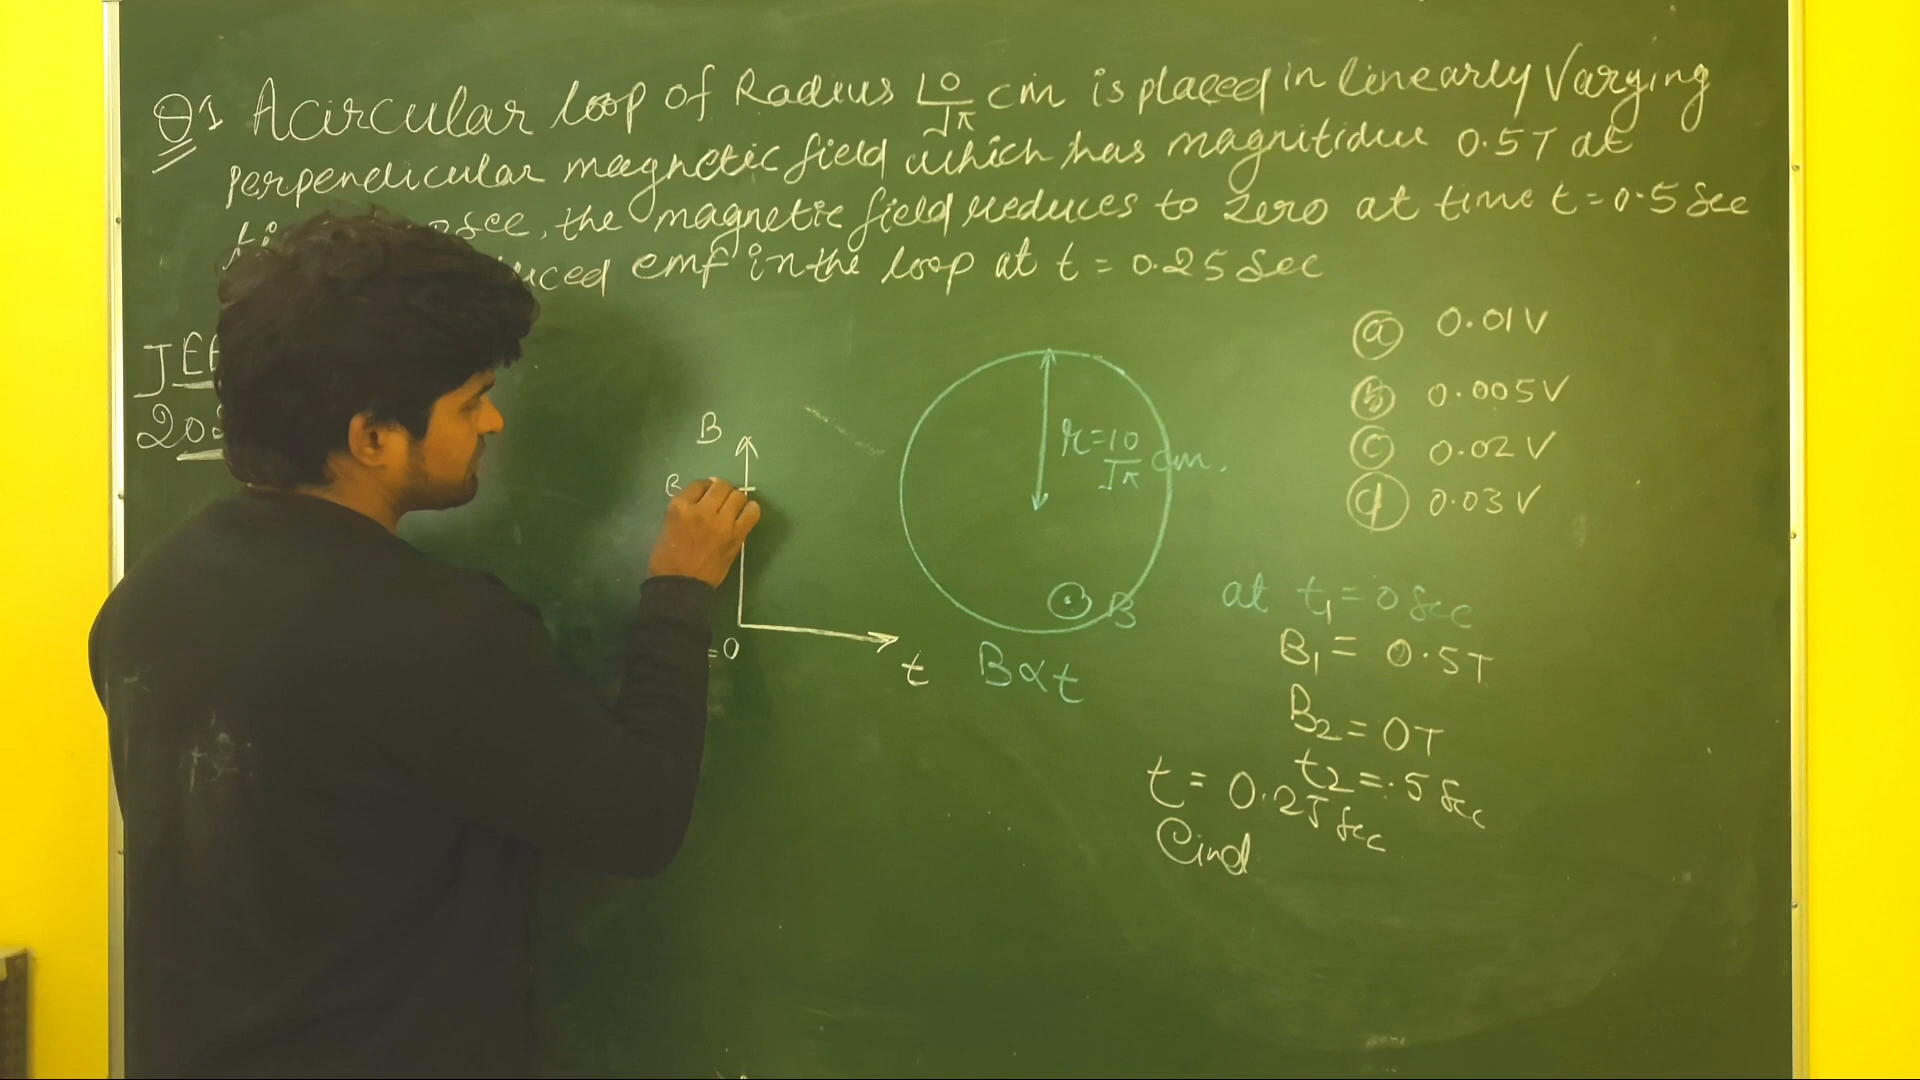 Q1 A circular loop of Radius 10/√π cm is placed in linearly Varying
perpendicular magnetic field which has magnitidue 0.5T at
0sec, the magnetic field reduces to zero at time t=0.5 Sec
emf in the loop at t = 0.25 Sec
JEE
B
B
=0
t
r=10/√π cm.
B
B∝t
a 0.01V
b 0.005V
c 0.02V
d 0.03V
at t₁=0 Sec
B₁= 0.5T
B₂=0T
t₂=.5 Sec
t= 0.25 Sec
eind